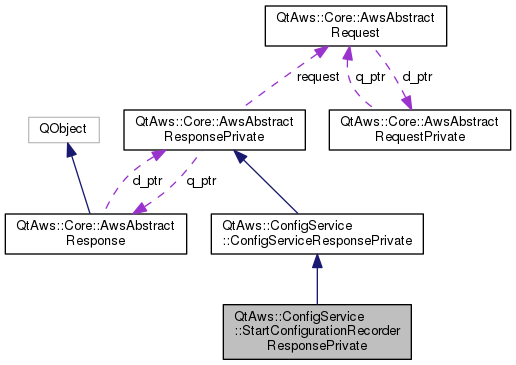 QtAws::Core::AwsAbstract
Request
request
q_ptr
d_ptr
QObject
QtAws::Core::AwsAbstract
ResponsePrivate
QtAws::Core::AwsAbstract
RequestPrivate
d_ptr
q_ptr
QtAws::Core::AwsAbstract
Response
QtAws::ConfigService
::ConfigServiceResponsePrivate
QtAws::ConfigService
::StartConfigurationRecorder
ResponsePrivate